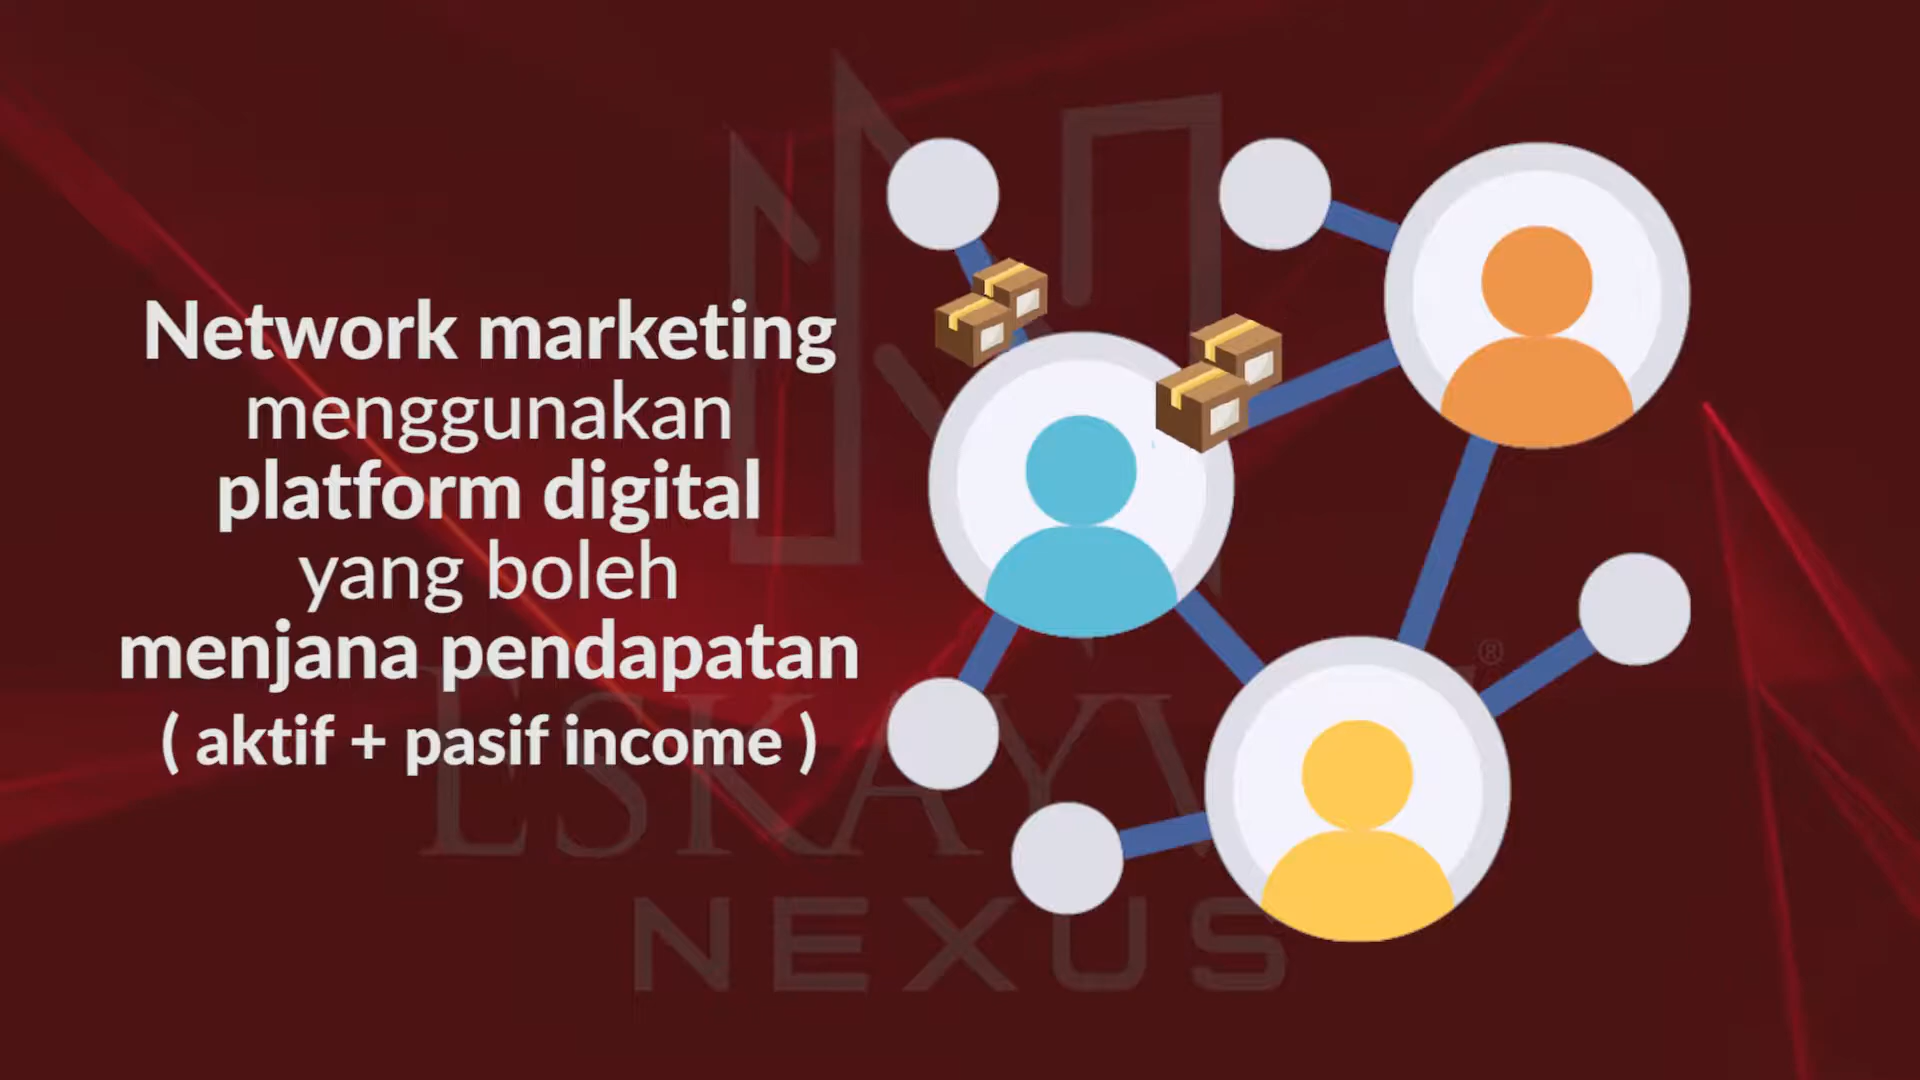 Network marketing
menggunakan
platform digital
yang boleh
menjana pendapatan
( aktif + pasif income )
®
NEXUS